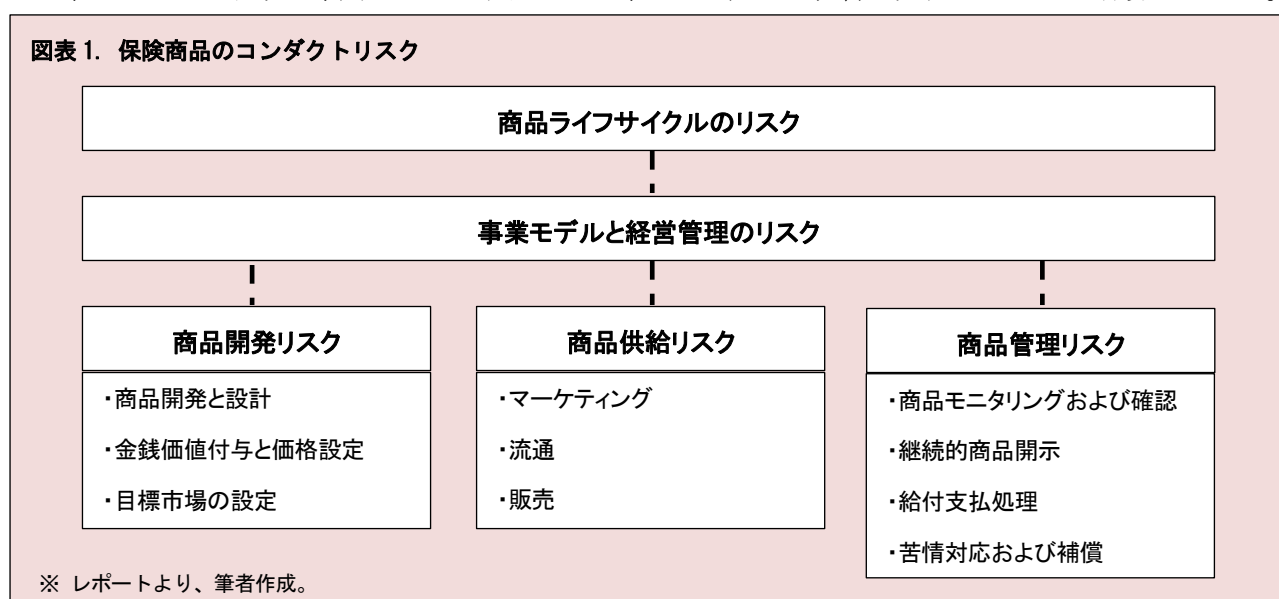 図表 1. 保険商品のコンダクトリスク
商品ライフサイクルのリスク
事業モデルと経営管理のリスク
商品開発リスク
・商品開発と設計
・金銭価値付与と価格設定
・目標市場の設定
商品供給リスク
・マーケティング
・流通
・販売
商品管理リスク
・商品モニタリングおよび確認
・継続的商品開示
・給付支払処理
・苦情対応および補償
※ レポートより、筆者作成。